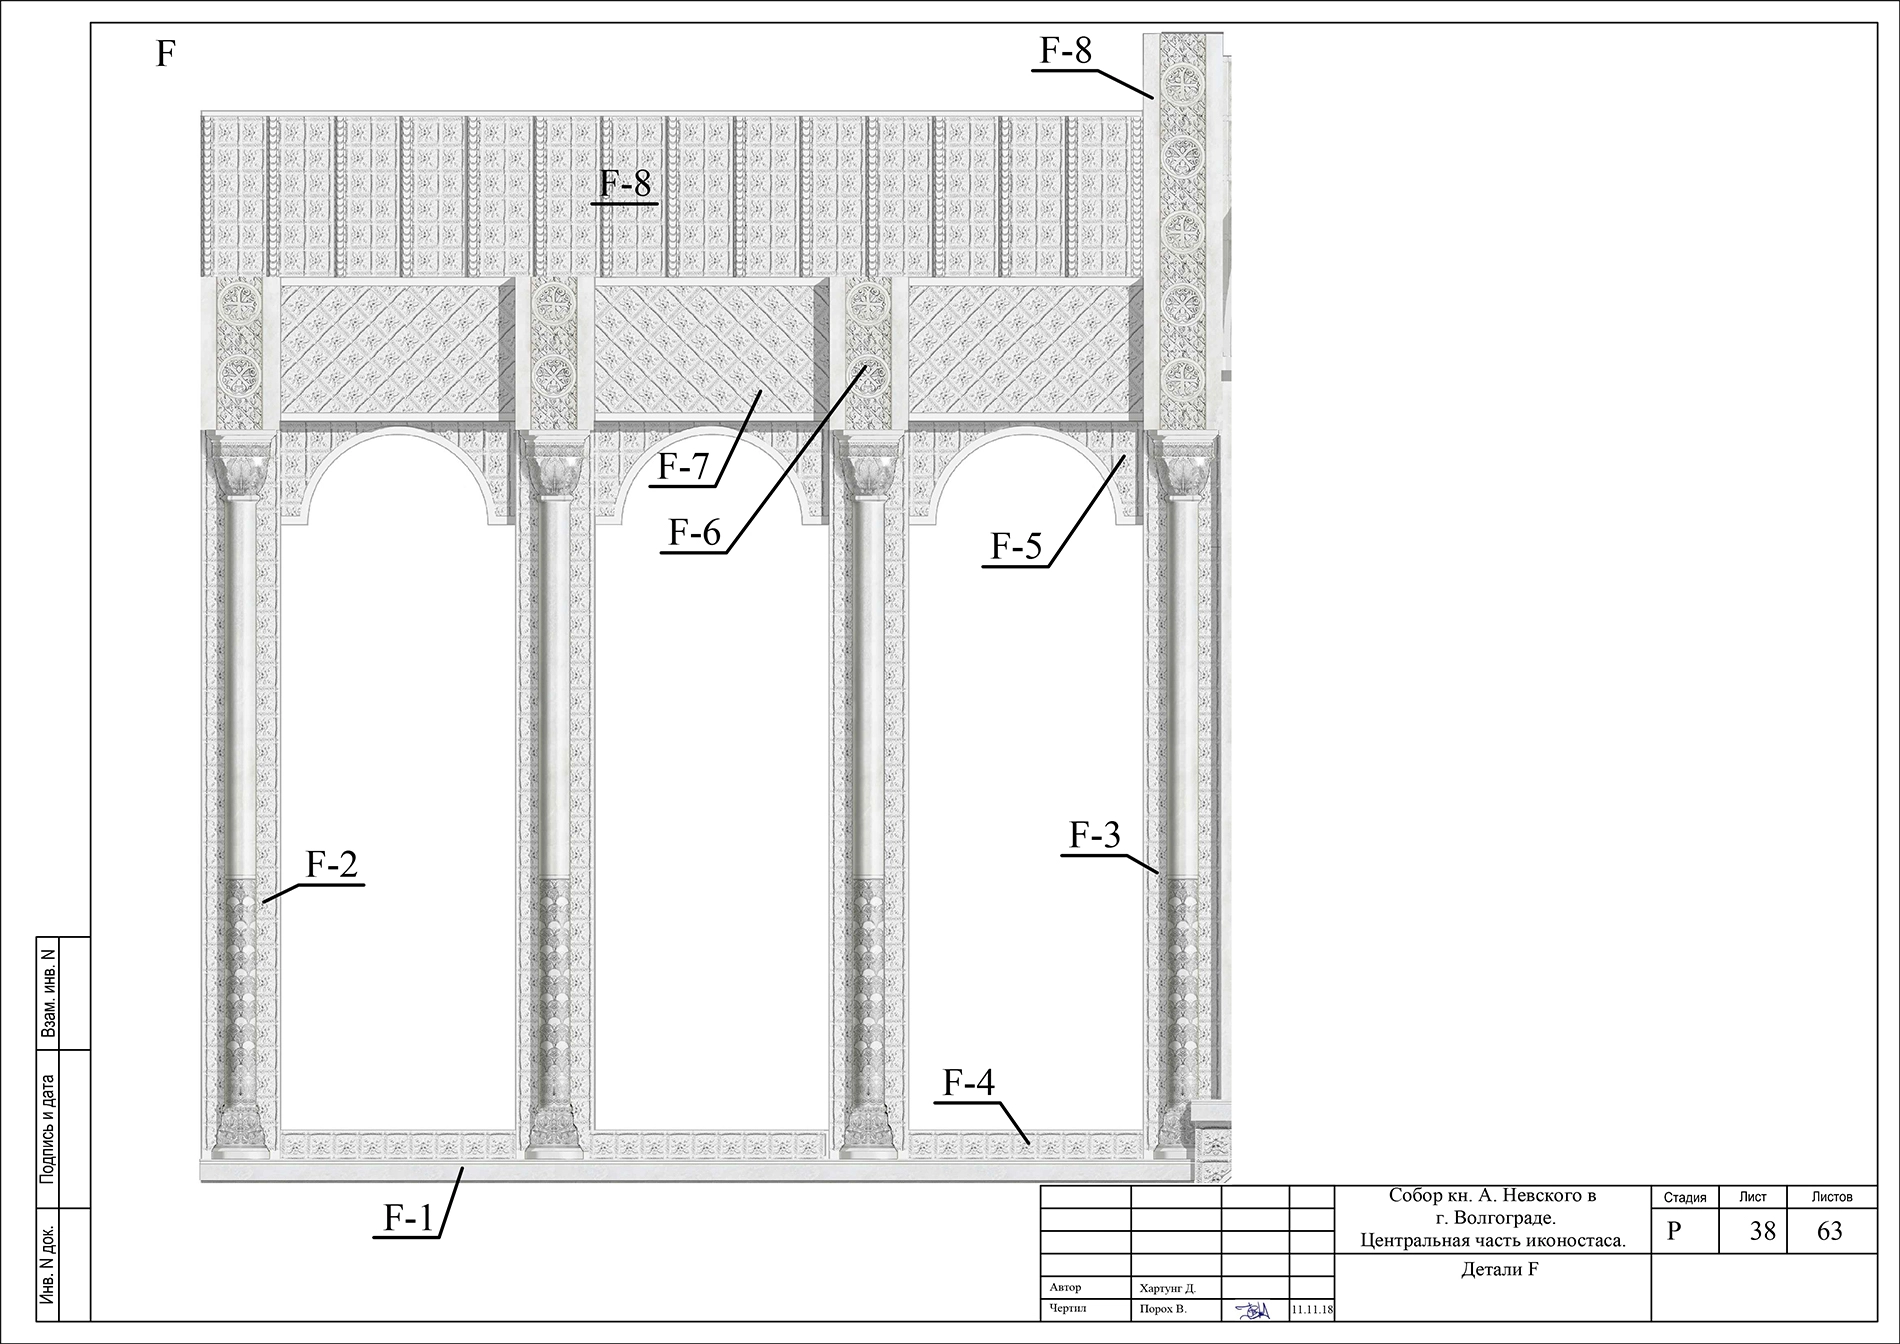 F
F-8
F-8
F-7
F-6
F-5
F-3
F-2
F-4
F-1
Взам. инв. N
Подпись и дата
Инв. N док.
Собор кн. А. Невского в
г. Волгограде.
Центральная часть иконостаса.
Детали F
Стадия Лист Листов
Р 38 63
Автор Хартунг Д.
Чертил Порох В. 11.11.18